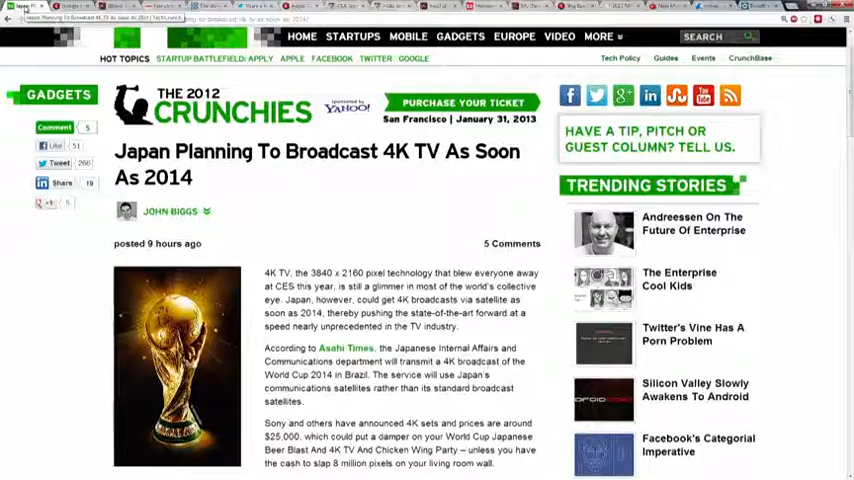 HOME STARTUPS MOBILE GADGETS EUROPE VIDEO MORE SEARCH
HOT TOPICS STARTUP BATTLEFIELD: APPLY APPLE FACEBOOK TWITTER GOOGLE Tech Policy Guides Events CrunchBase
GADGETS
THE 2012
CRUNCHIES
sponsored by
YAHOO!
PURCHASE YOUR TICKET
San Francisco | January 31, 2013
Comment 5
Like 51
Tweet 266
Share 19
+1 5
Japan Planning To Broadcast 4K TV As Soon
As 2014
JOHN BIGGS
posted 9 hours ago 5 Comments
4K TV, the 3840 x 2160 pixel technology that blew everyone away
at CES this year, is still a glimmer in most of the world's collective
eye. Japan, however, could get 4K broadcasts via satellite as
soon as 2014, thereby pushing the state-of-the-art forward at a
speed nearly unprecedented in the TV industry.
According to Asahi Times, the Japanese Internal Affairs and
Communications department will transmit a 4K broadcast of the
World Cup 2014 in Brazil. The service will use Japan's
communications satellites rather than its standard broadcast
satellites.
Sony and others have announced 4K sets and prices are around
$25,000, which could put a damper on your World Cup Japanese
Beer Blast And 4K TV And Chicken Wing Party – unless you have
the cash to slap 8 million pixels on your living room wall.
HAVE A TIP, PITCH OR
GUEST COLUMN? TELL US.
TRENDING STORIES
Andreessen On The
Future Of Enterprise
The Enterprise
Cool Kids
Twitter's Vine Has A
Porn Problem
Silicon Valley Slowly
Awakens To Android
Facebook's Categorial
Imperative